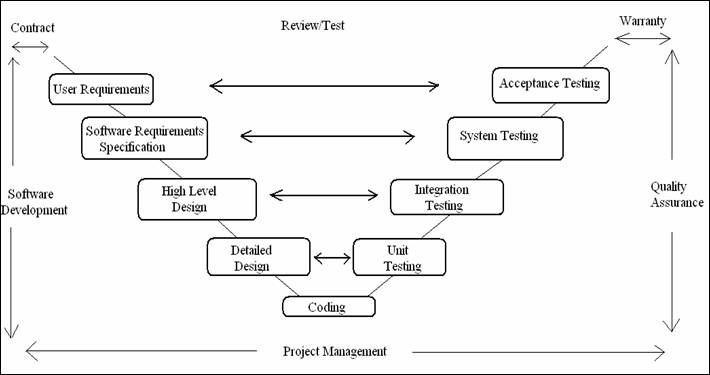 Contract
Review/Test
Warranty
User Requirements
Acceptance Testing
Software Requirements
Specification
System Testing
High Level
Design
Integration
Testing
Software
Development
Quality
Assurance
Detailed
Design
Unit
Testing
Coding
Project Management